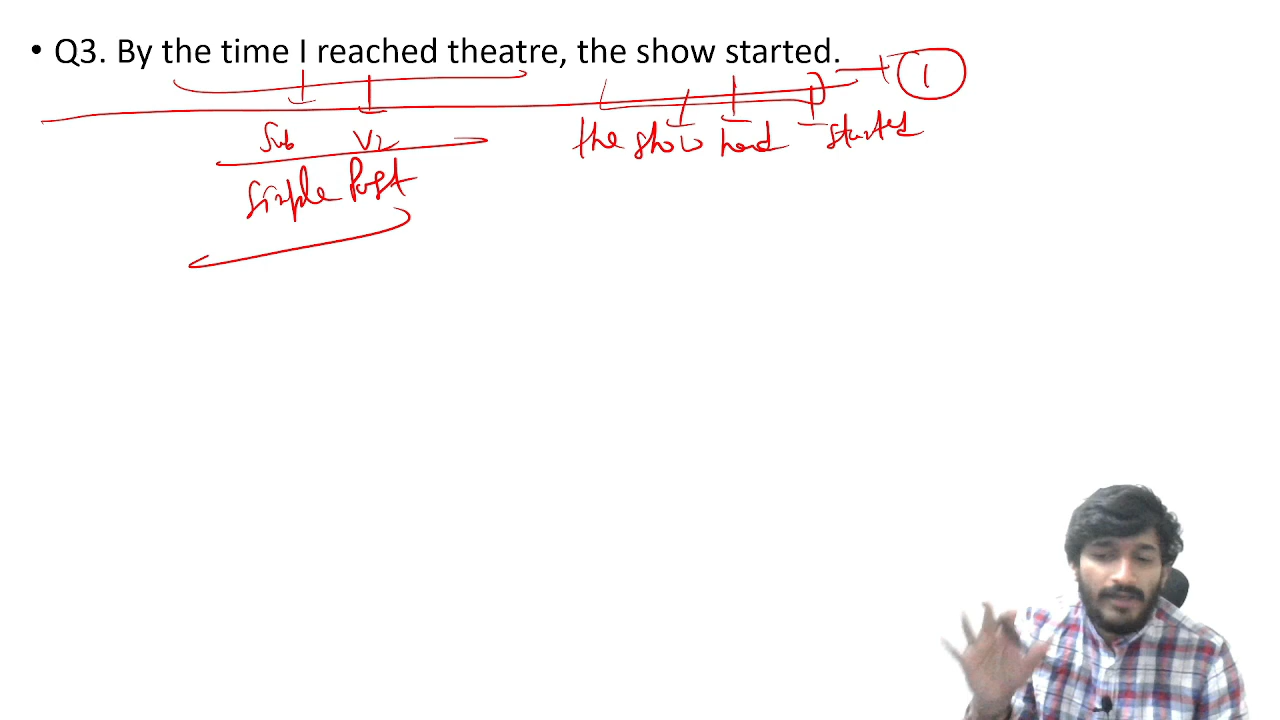 • Q3. By the time I reached theatre, the show started.
1
Sub V2 the show had started
Simple Past